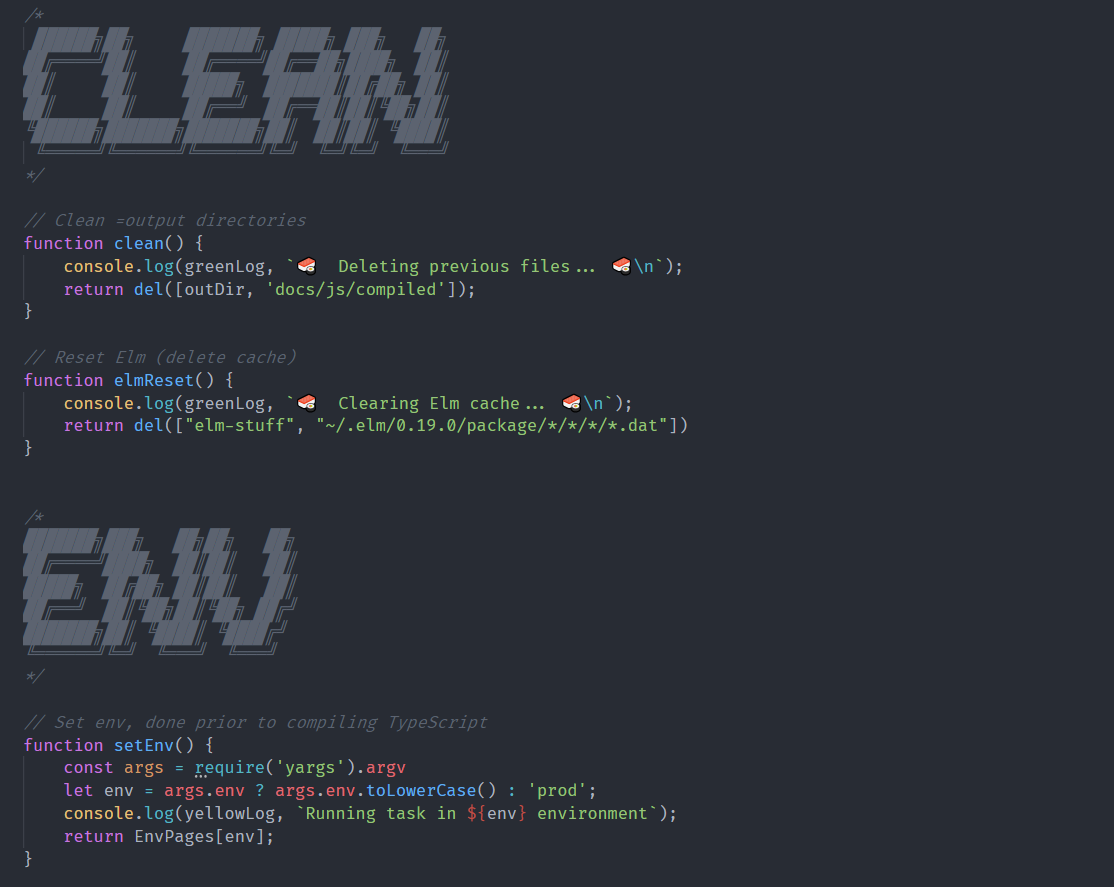 /*
CLEAN
*/
// Clean =output directories
function clean() {
console.log(greenLog, `🍣  Deleting previous files...  🍣\n`);
return del([outDir, 'docs/js/compiled']);
}
// Reset Elm (delete cache)
function elmReset() {
console.log(greenLog, `🍣  Clearing Elm cache...  🍣\n`);
return del(["elm-stuff", "~/.elm/0.19.0/package/*/*/*/*.dat"])
}
/*
ENV
*/
// Set env, done prior to compiling TypeScript
function setEnv() {
const args = require('yargs').argv
let env = args.env ? args.env.toLowerCase() : 'prod';
console.log(yellowLog, `Running task in ${env} environment`);
return EnvPages[env];
}